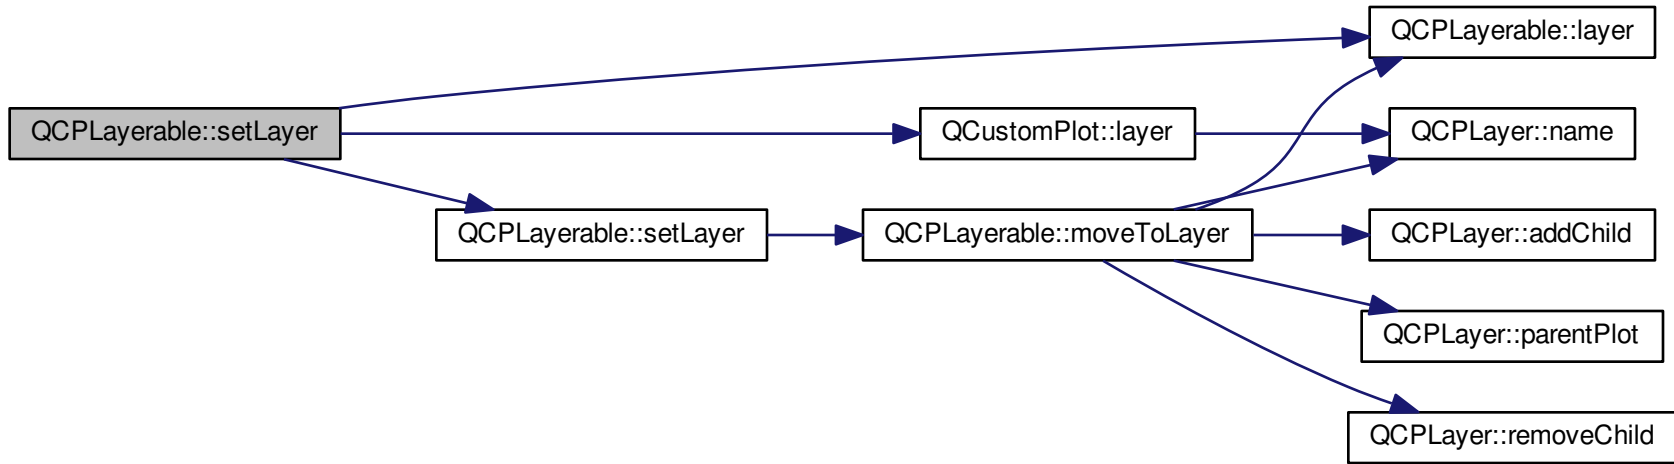 QCPLayerable::layer
QCPLayerable::setLayer
QCustomPlot::layer
QCPLayer::name
QCPLayerable::setLayer
QCPLayerable::moveToLayer
QCPLayer::addChild
QCPLayer::parentPlot
QCPLayer::removeChild